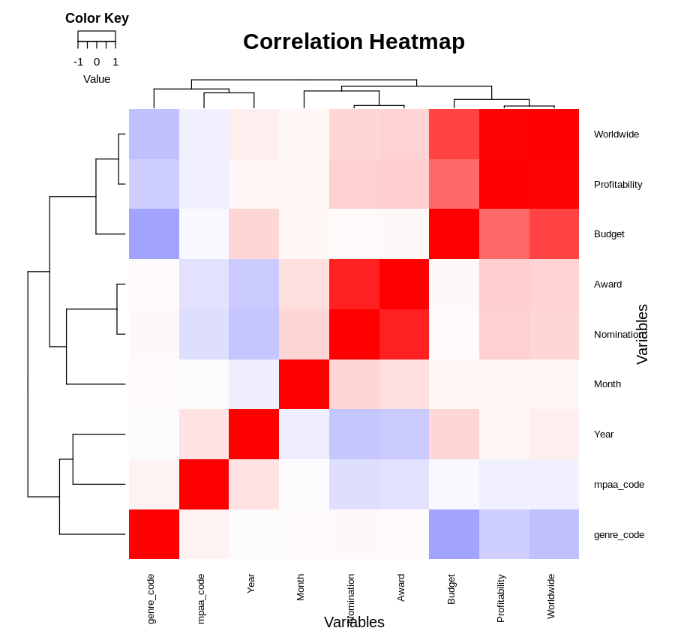 Color Key
-1 0 1
Value
Correlation Heatmap
Worldwide
Profitability
Budget
Award
Nomination
Month
Year
mpaa_code
genre_code
Variables
genre_code
mpaa_code
Year
Month
Nomination
Award
Budget
Profitability
Worldwide
Variables